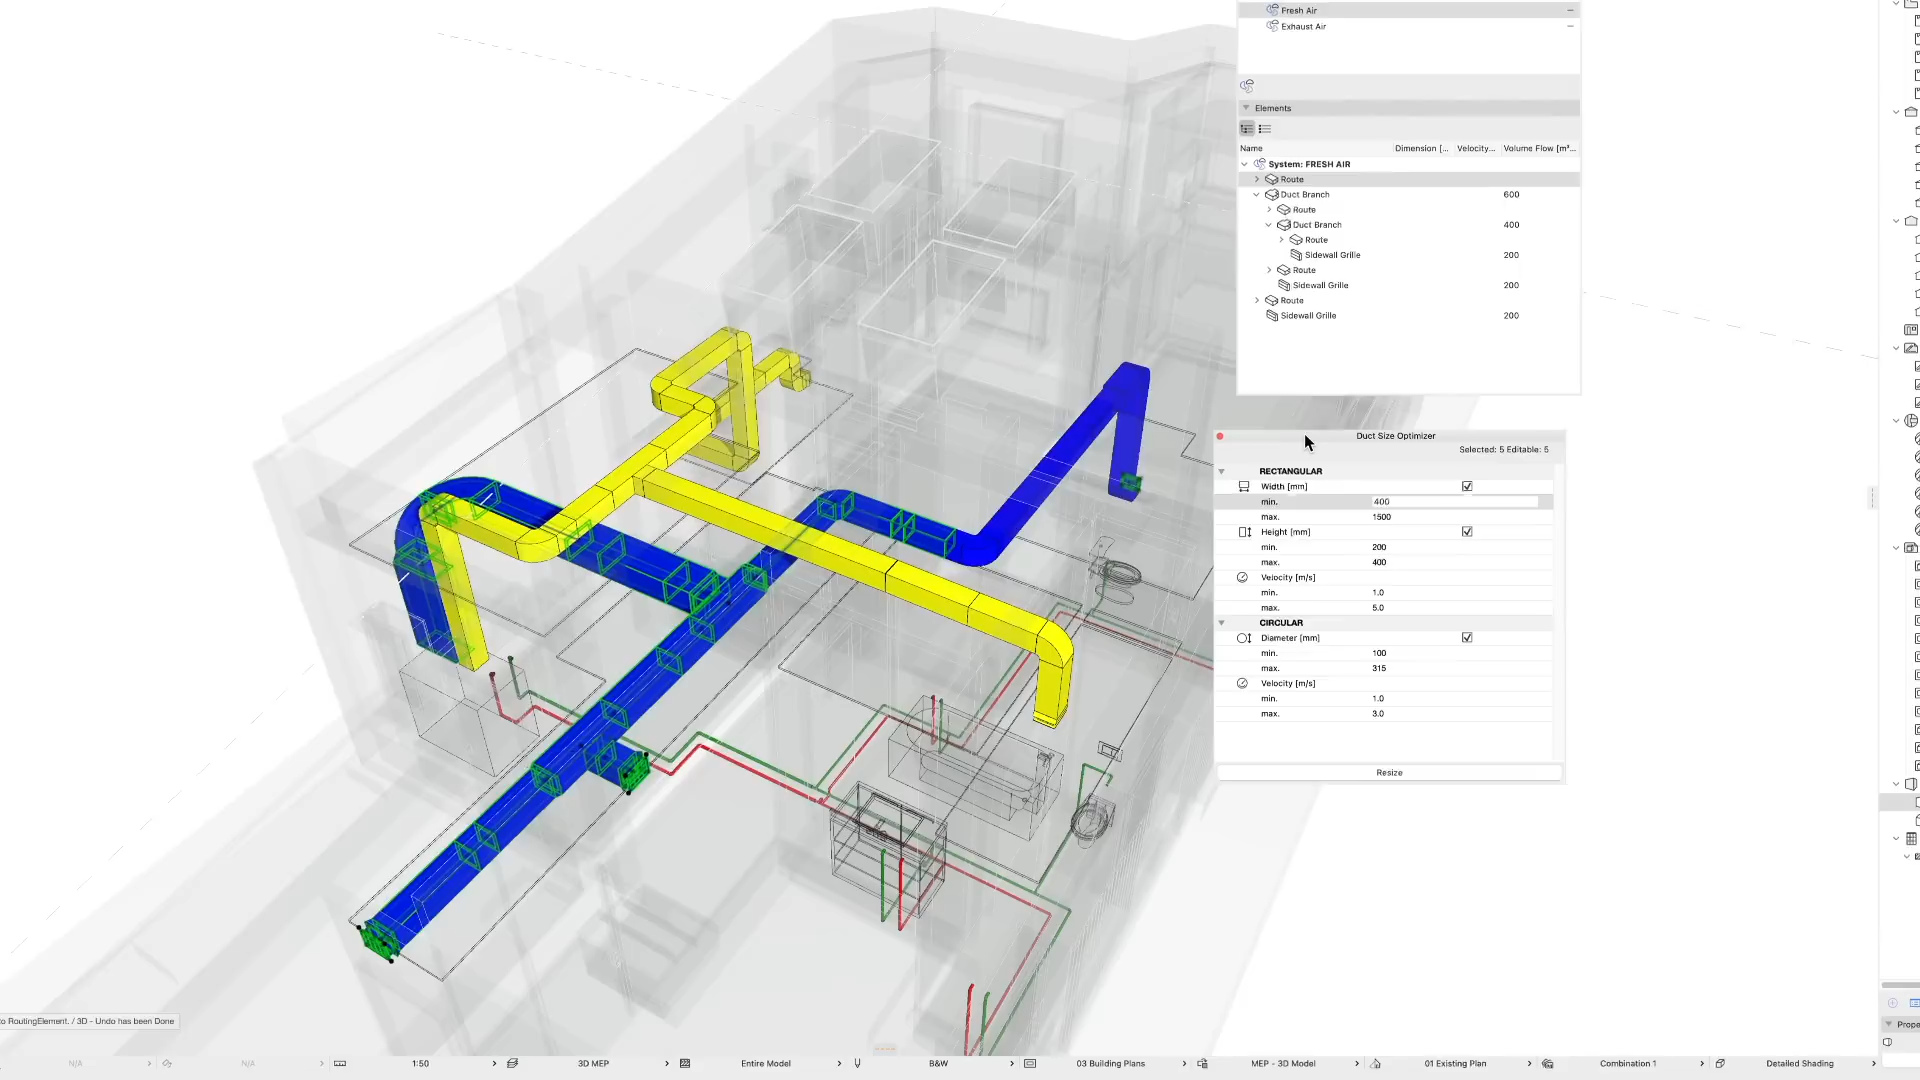 Fresh Air
Exhaust Air
Elements
Name Dimension [... Velocity... Volume Flow [m³...
System: FRESH AIR
Route
Duct Branch 600
Route
Duct Branch 400
Route
Sidewall Grille 200
Route
Sidewall Grille 200
Route
Sidewall Grille 200
Duct Size Optimizer
Selected: 5 Editable: 5
RECTANGULAR
Width [mm]
min. 400
max. 1500
Height [mm]
min. 200
max. 400
Velocity [m/s]
min. 1.0
max. 5.0
CIRCULAR
Diameter [mm]
min. 100
max. 315
Velocity [m/s]
min. 1.0
max. 3.0
Resize
to RoutingElement. / 3D - Undo has been Done
Prope
N/A N/A 1:50 3D MEP Entire Model B&W 03 Building Plans MEP - 3D Model 01 Existing Plan Combination 1 Detailed Shading